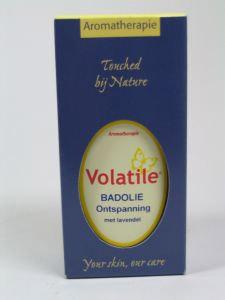 Aromatherapie
Touched
bij Nature
Aromatherapie
Volatile®
BADOLIE
Ontspanning
met lavendel
Your skin, our care